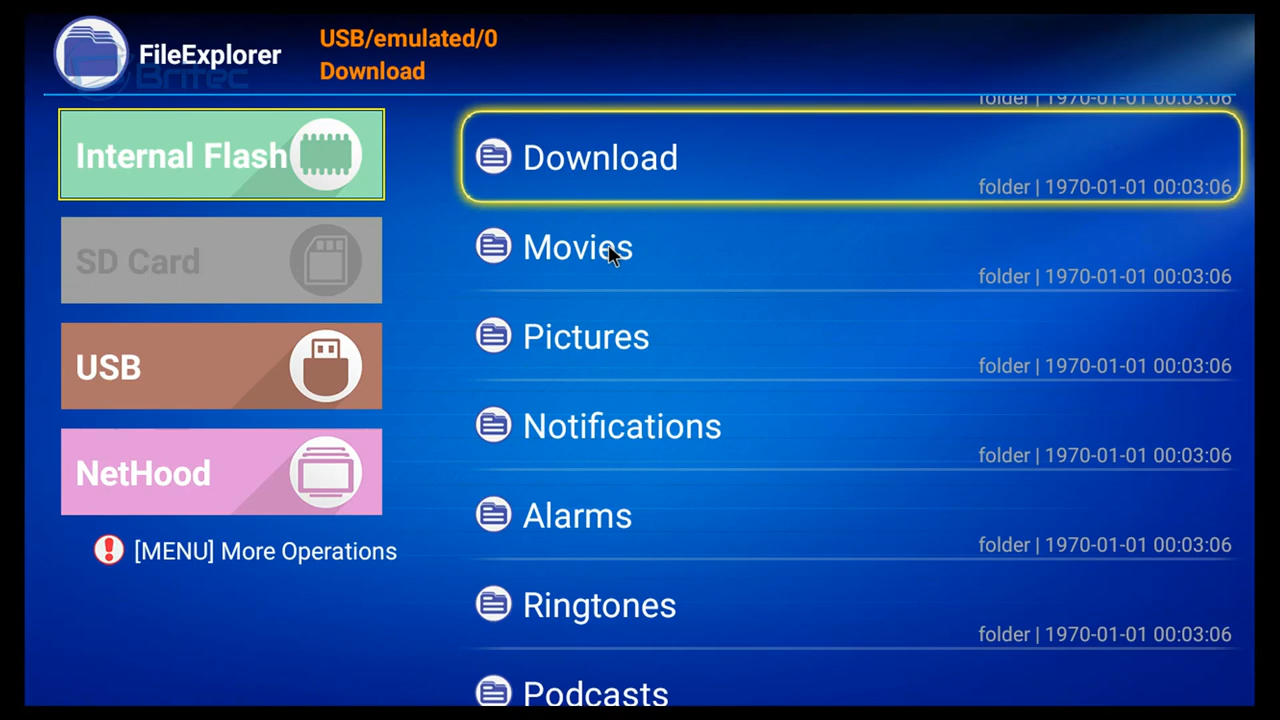 FileExplorer
USB/emulated/0
Download
Britec
Internal Flash
SD Card
USB
NetHood
[MENU] More Operations
folder | 1970-01-01 00:03:06
Download
folder | 1970-01-01 00:03:06
Movies
folder | 1970-01-01 00:03:06
Pictures
folder | 1970-01-01 00:03:06
Notifications
folder | 1970-01-01 00:03:06
Alarms
folder | 1970-01-01 00:03:06
Ringtones
folder | 1970-01-01 00:03:06
Podcasts